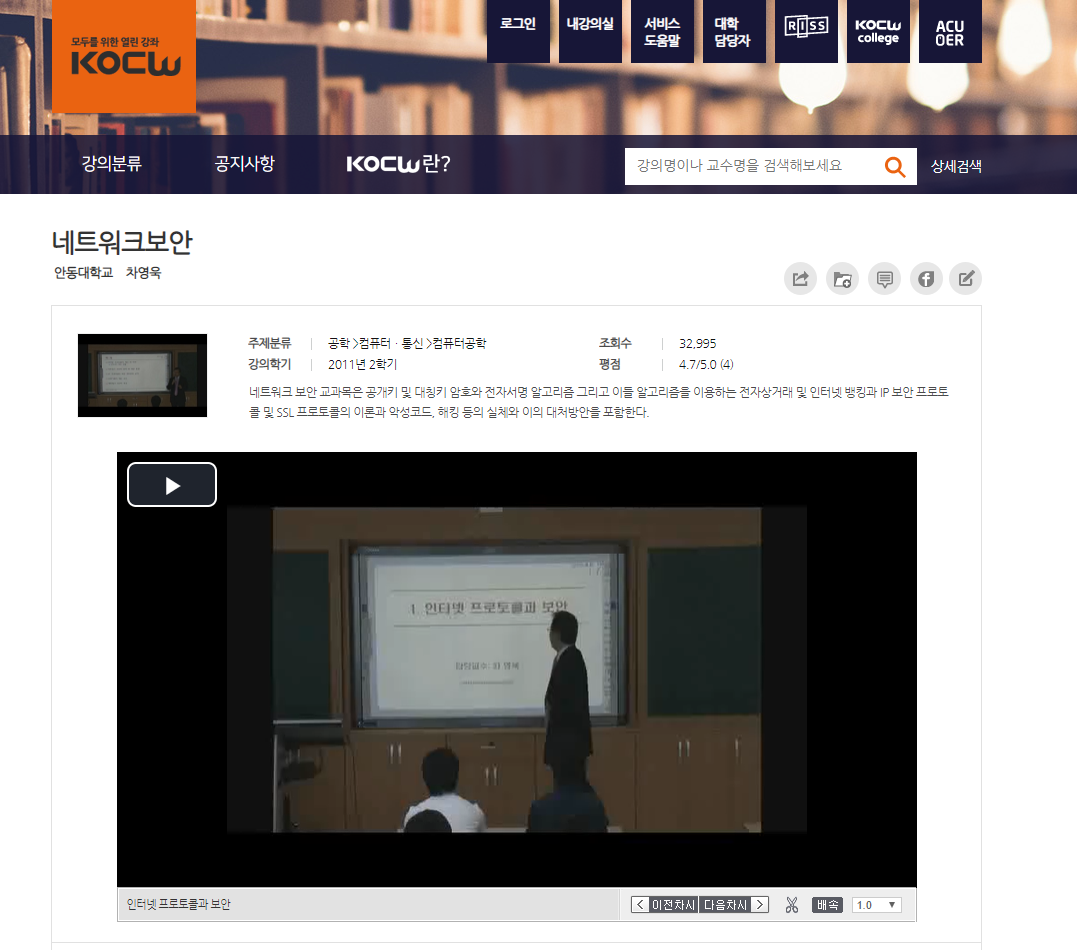 모두를 위한 열린 강좌
KOCW
로그인
내강의실
서비스
도움말
대학
담당자
RISS
KOCW
college
ACU
OER
강의분류
공지사항
KOCW란?
강의명이나 교수명을 검색해보세요
상세검색
네트워크보안
안동대학교 차영욱
주제분류 공학 >컴퓨터ㆍ통신 >컴퓨터공학
조회수 32,995
강의학기 2011년 2학기
평점 4.7/5.0 (4)
네트워크 보안 교과목은 공개키 및 대칭키 암호와 전자서명 알고리즘 그리고 이들 알고리즘을 이용하는 전자상거래 및 인터넷 뱅킹과 IP 보안 프로토
콜 및 SSL 프로토콜의 이론과 악성코드, 해킹 등의 실체와 이의 대처방안을 포함한다.
1. 인터넷 프로토콜과 보안
인터넷 프로토콜과 보안
이전차시 다음차시
배속 1.0